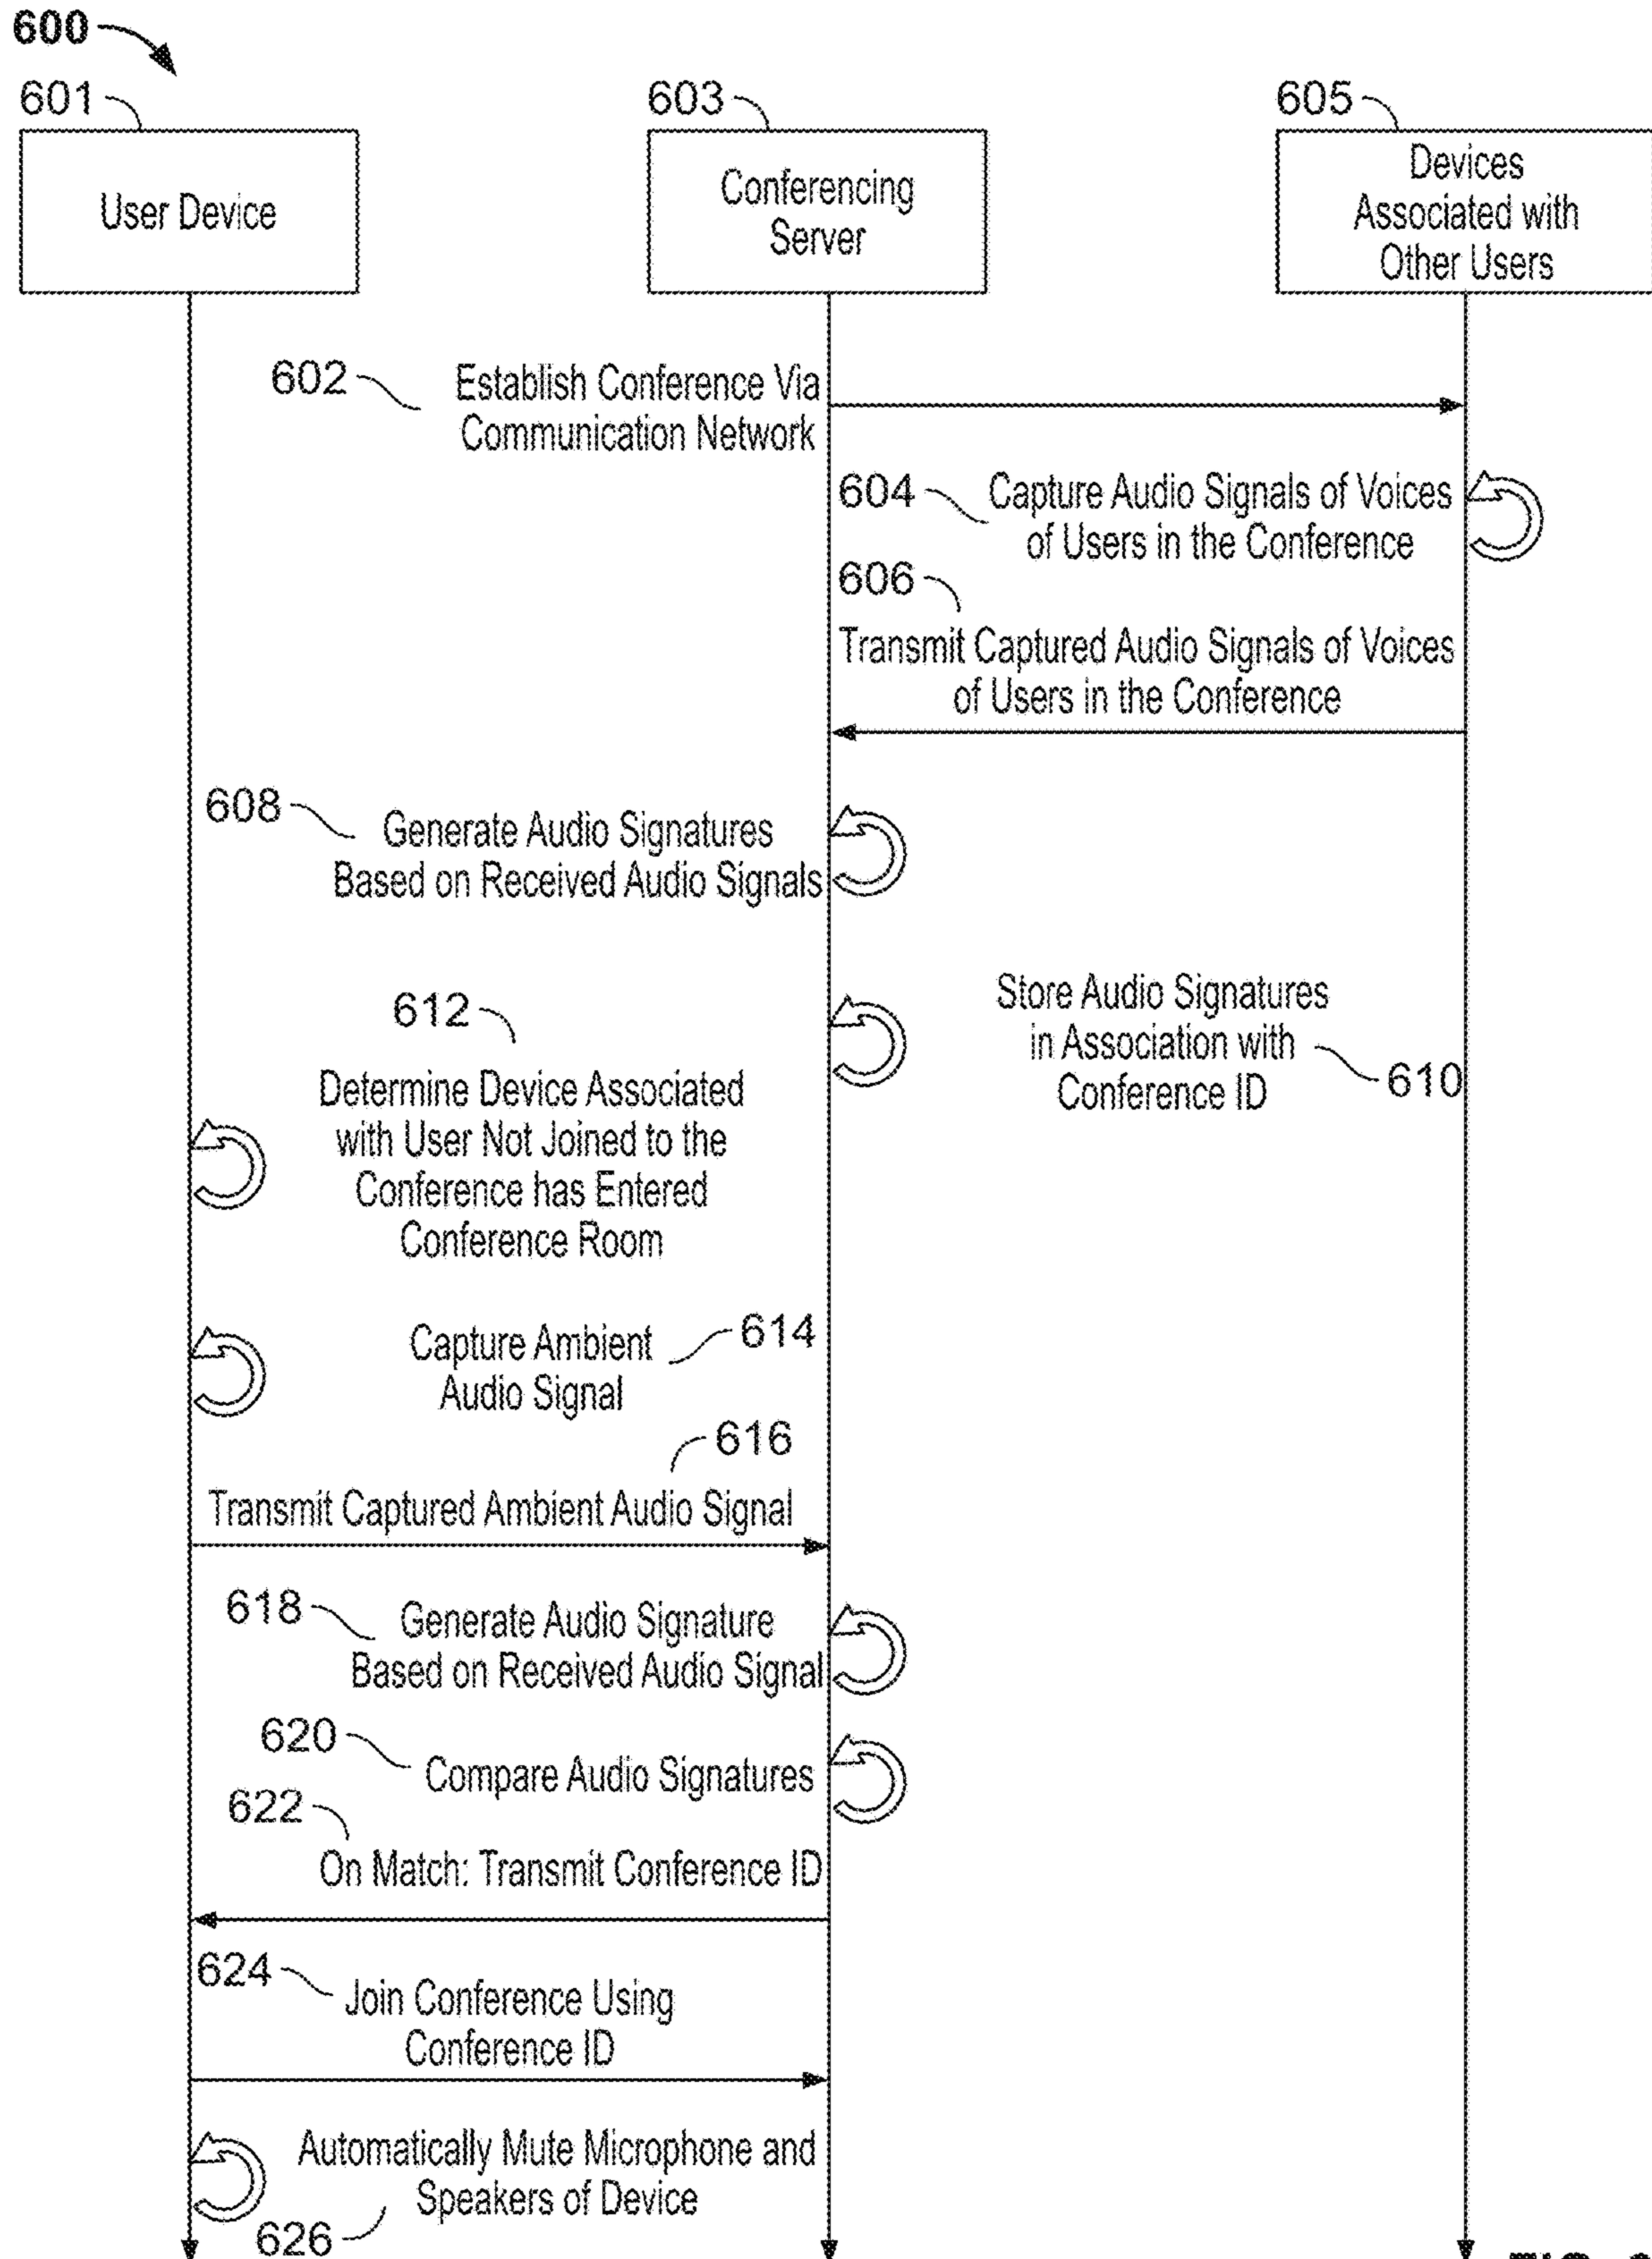 600
601
603
605
User Device
Conferencing
Server
Devices
Associated with
Other Users
602
Establish Conference Via
Communication Network
604
Capture Audio Signals of Voices
of Users in the Conference
606
Transmit Captured Audio Signals of Voices
of Users in the Conference
608
Generate Audio Signatures
Based on Received Audio Signals
Store Audio Signatures
in Association with
Conference ID
610
612
Determine Device Associated
with User Not Joined to the
Conference has Entered
Conference Room
Capture Ambient
Audio Signal
614
616
Transmit Captured Ambient Audio Signal
618
Generate Audio Signature
Based on Received Audio Signal
620
Compare Audio Signatures
622
On Match: Transmit Conference ID
624
Join Conference Using
Conference ID
Automatically Mute Microphone and
Speakers of Device
626